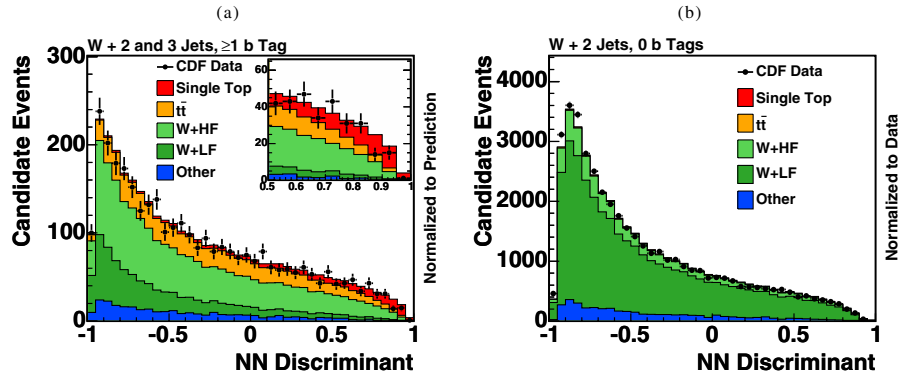 (a)
W + 2 and 3 Jets, ≥1 b Tag
Candidate Events
300
200
100
0
CDF Data
Single Top
tt̄
W+HF
W+LF
Other
60
40
20
0
0.5 0.6 0.7 0.8 0.9 1
-1 -0.5 0 0.5 1
NN Discriminant
Normalized to Prediction
(b)
W + 2 Jets, 0 b Tags
Candidate Events
4000
3000
2000
1000
0
CDF Data
Single Top
tt̄
W+HF
W+LF
Other
-1 -0.5 0 0.5 1
NN Discriminant
Normalized to Data